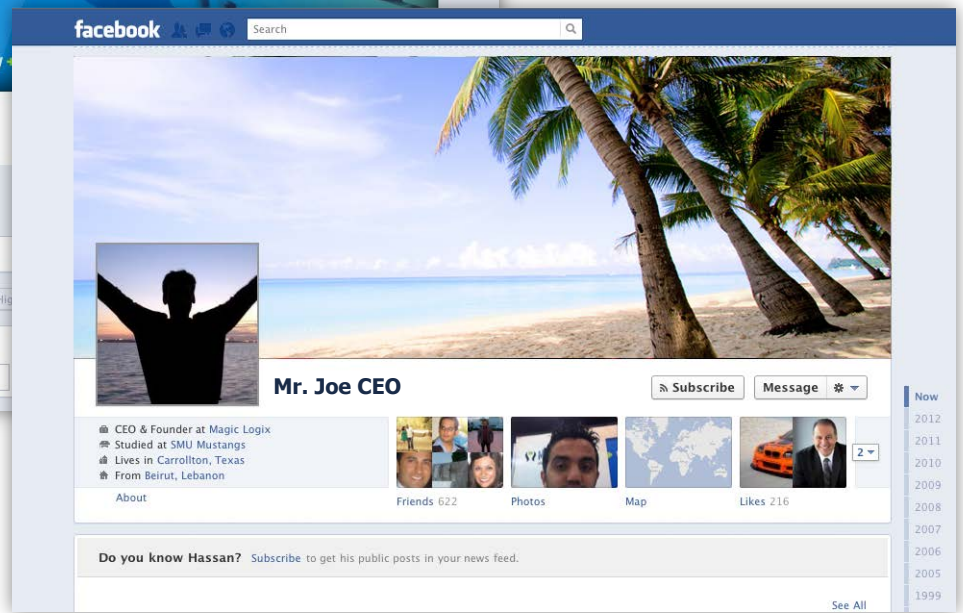 facebook
Search
Mr. Joe CEO
Subscribe
Message
CEO & Founder at Magic Logix
Studied at SMU Mustangs
Lives in Carrollton, Texas
From Beirut, Lebanon
About
Friends 622
Photos
Map
Likes 216
2
Now
2012
2011
2010
2009
2008
2007
2006
2005
1999
Do you know Hassan? Subscribe to get his public posts in your news feed.
See All